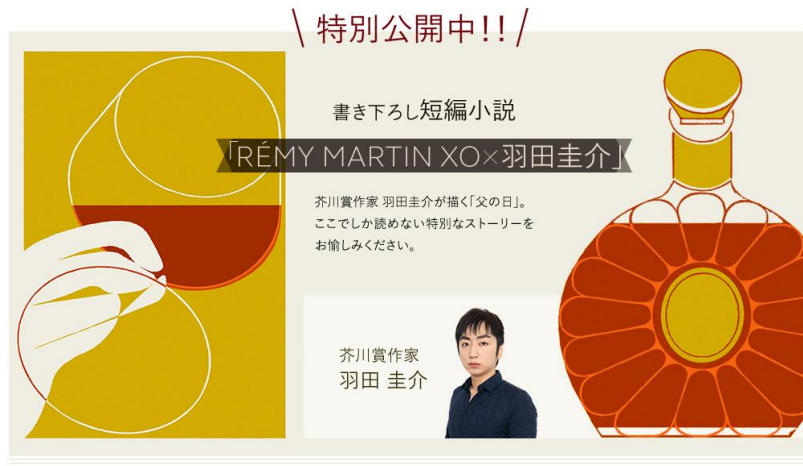 \ 特別公開中!! /
書き下ろし短編小説
「RÉMY MARTIN XO×羽田圭介」
芥川賞作家 羽田圭介が描く「父の日」。
ここでしか読めない特別なストーリーを
お愉しみください。
芥川賞作家
羽田 圭介